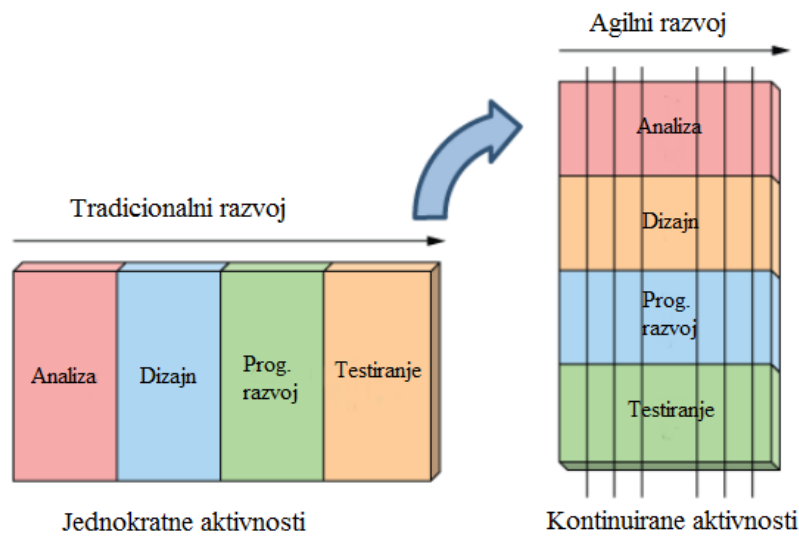 Agilni razvoj
Analiza
Dizajn
Prog.
razvoj
Testiranje
Kontinuirane aktivnosti
Tradicionalni razvoj
Analiza
Dizajn
Prog.
razvoj
Testiranje
Jednokratne aktivnosti